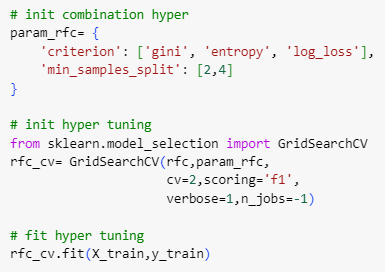 # init combination hyper
param_rfc= {
    'criterion': ['gini', 'entropy', 'log_loss'],
    'min_samples_split': [2,4]
}

# init hyper tuning
from sklearn.model_selection import GridSearchCV
rfc_cv= GridSearchCV(rfc,param_rfc,
                     cv=2,scoring='f1',
                     verbose=1,n_jobs=-1)

# fit hyper tuning
rfc_cv.fit(X_train,y_train)